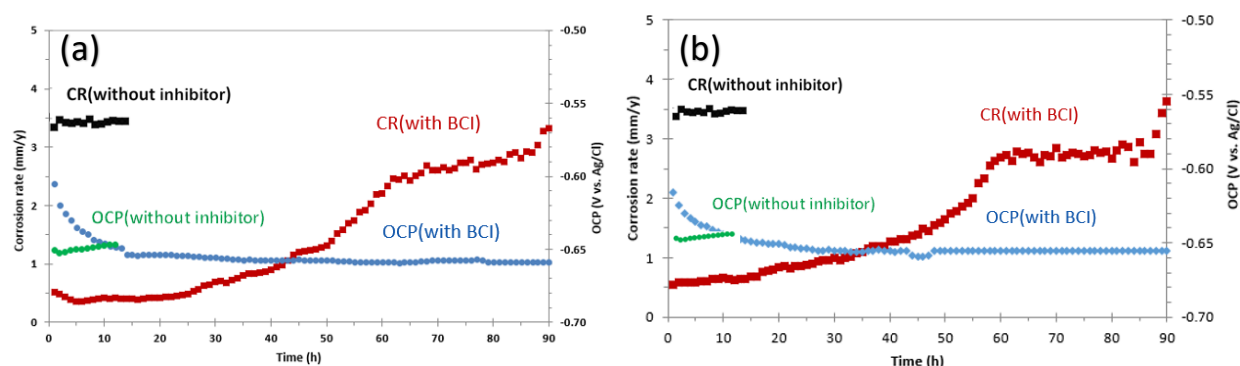 (a)
CR(without inhibitor)
CR(with BCI)
OCP(without inhibitor)
OCP(with BCI)
Corrosion rate (mm/y)
5
4
3
2
1
0
0
10
20
30
40
50
60
70
80
90
Time (h)
-0.50
-0.55
-0.60
-0.65
-0.70
OCP (V vs. Ag/Cl)
(b)
CR(without inhibitor)
CR(with BCI)
OCP(without inhibitor)
OCP(with BCI)
Corrosion rate (mm/y)
5
4
3
2
1
0
0
10
20
30
40
50
60
70
80
90
Time (h)
-0.50
-0.55
-0.60
-0.65
-0.70
OCP (V vs. Ag/Cl)